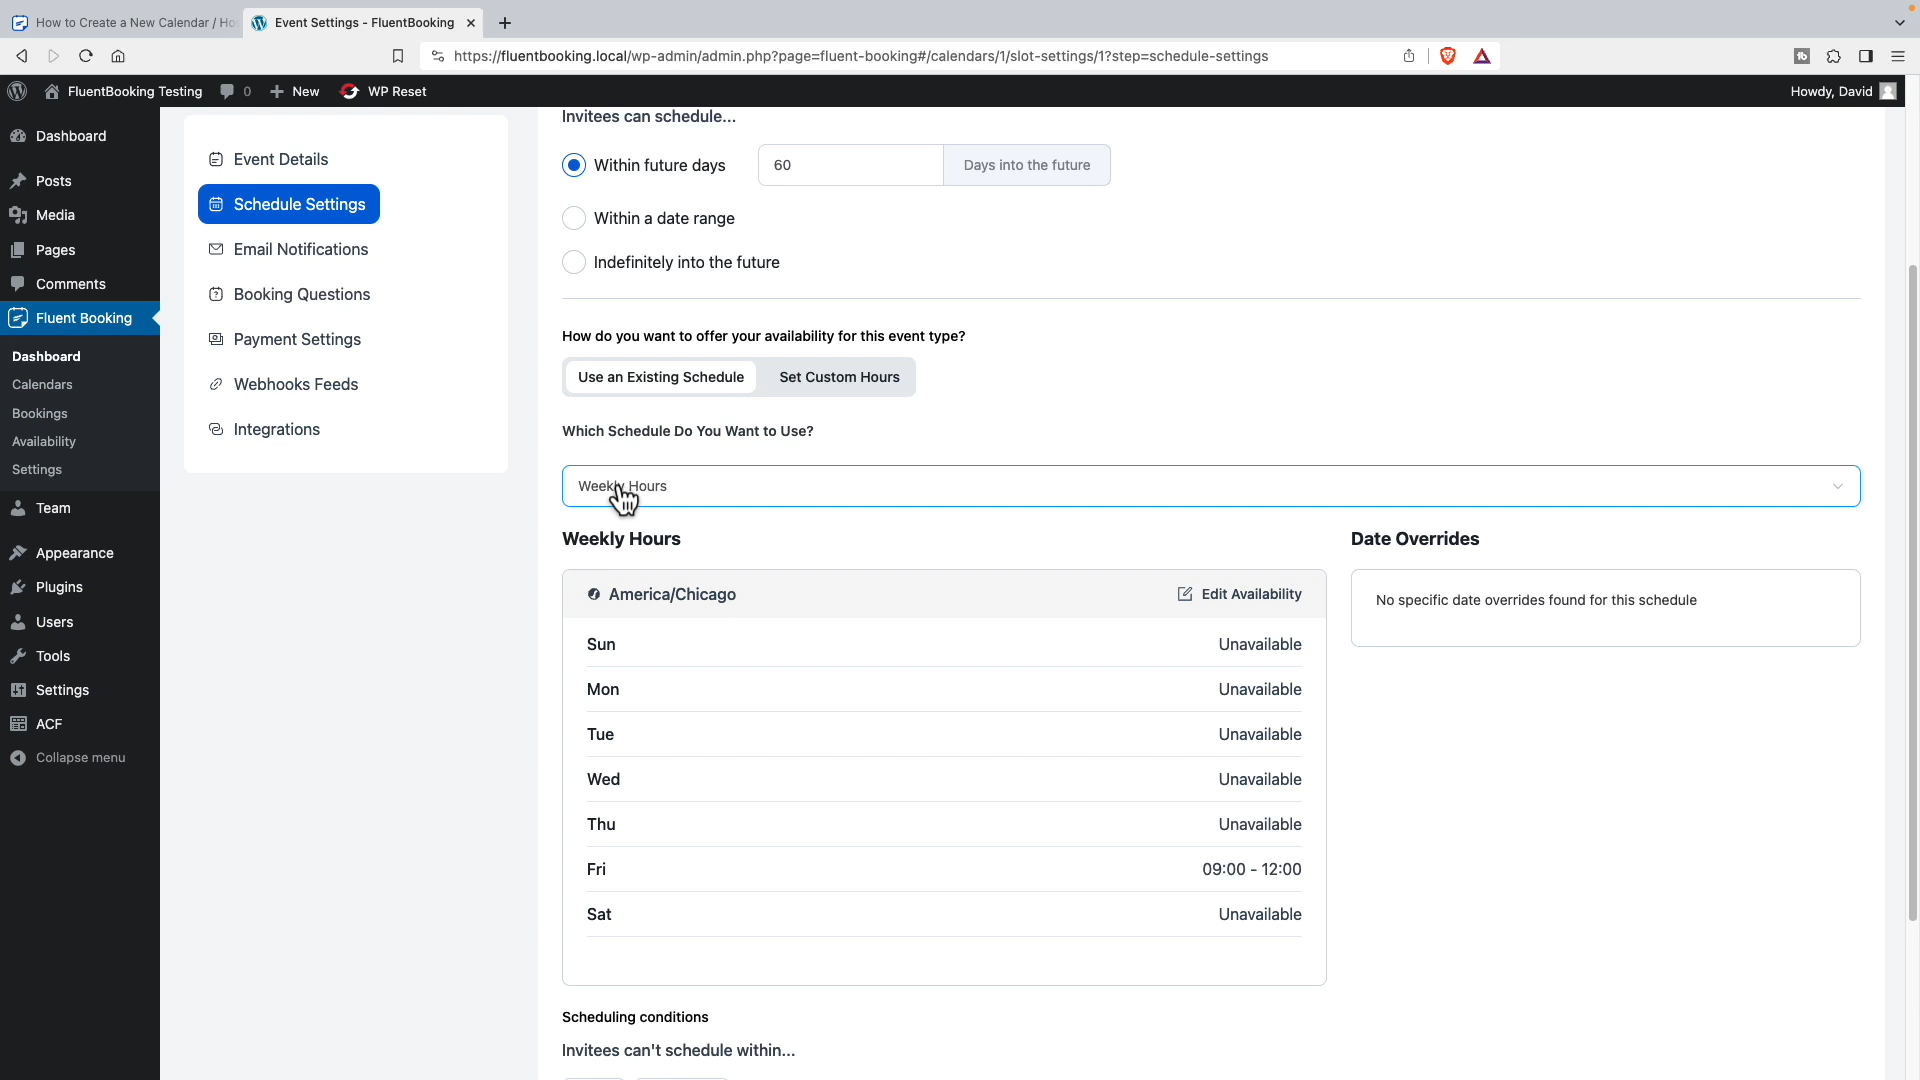 How to Create a New Calendar / Ho
Event Settings - FluentBooking
https://fluentbooking.local/wp-admin/admin.php?page=fluent-booking#/calendars/1/slot-settings/1?step=schedule-settings
FluentBooking Testing
0
New
WP Reset
Howdy, David
Dashboard
Posts
Media
Pages
Comments
Fluent Booking
Dashboard
Calendars
Bookings
Availability
Settings
Team
Appearance
Plugins
Users
Tools
Settings
ACF
Collapse menu
Event Details
Schedule Settings
Email Notifications
Booking Questions
Payment Settings
Webhooks Feeds
Integrations
Invitees can schedule...
Within future days
60
Days into the future
Within a date range
Indefinitely into the future
How do you want to offer your availability for this event type?
Use an Existing Schedule
Set Custom Hours
Which Schedule Do You Want to Use?
Weekly Hours
Weekly Hours
America/Chicago
Edit Availability
Sun Unavailable
Mon Unavailable
Tue Unavailable
Wed Unavailable
Thu Unavailable
Fri 09:00 - 12:00
Sat Unavailable
Date Overrides
No specific date overrides found for this schedule
Scheduling conditions
Invitees can't schedule within...